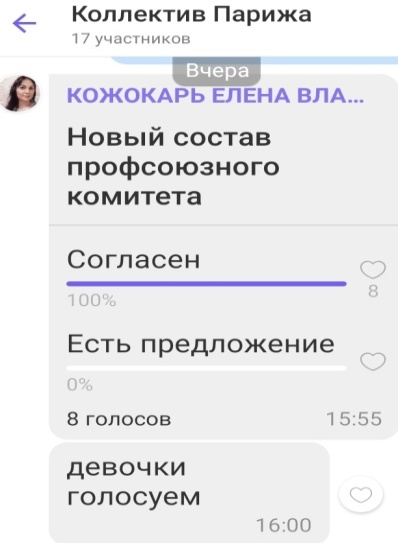 Коллектив Парижа
17 участников
Вчера
КОЖОКАРЬ ЕЛЕНА ВЛА...
Новый состав
профсоюзного
комитета
Согласен
100%
8
Есть предложение
0%
8 голосов
15:55
девочки
голосуем
16:00